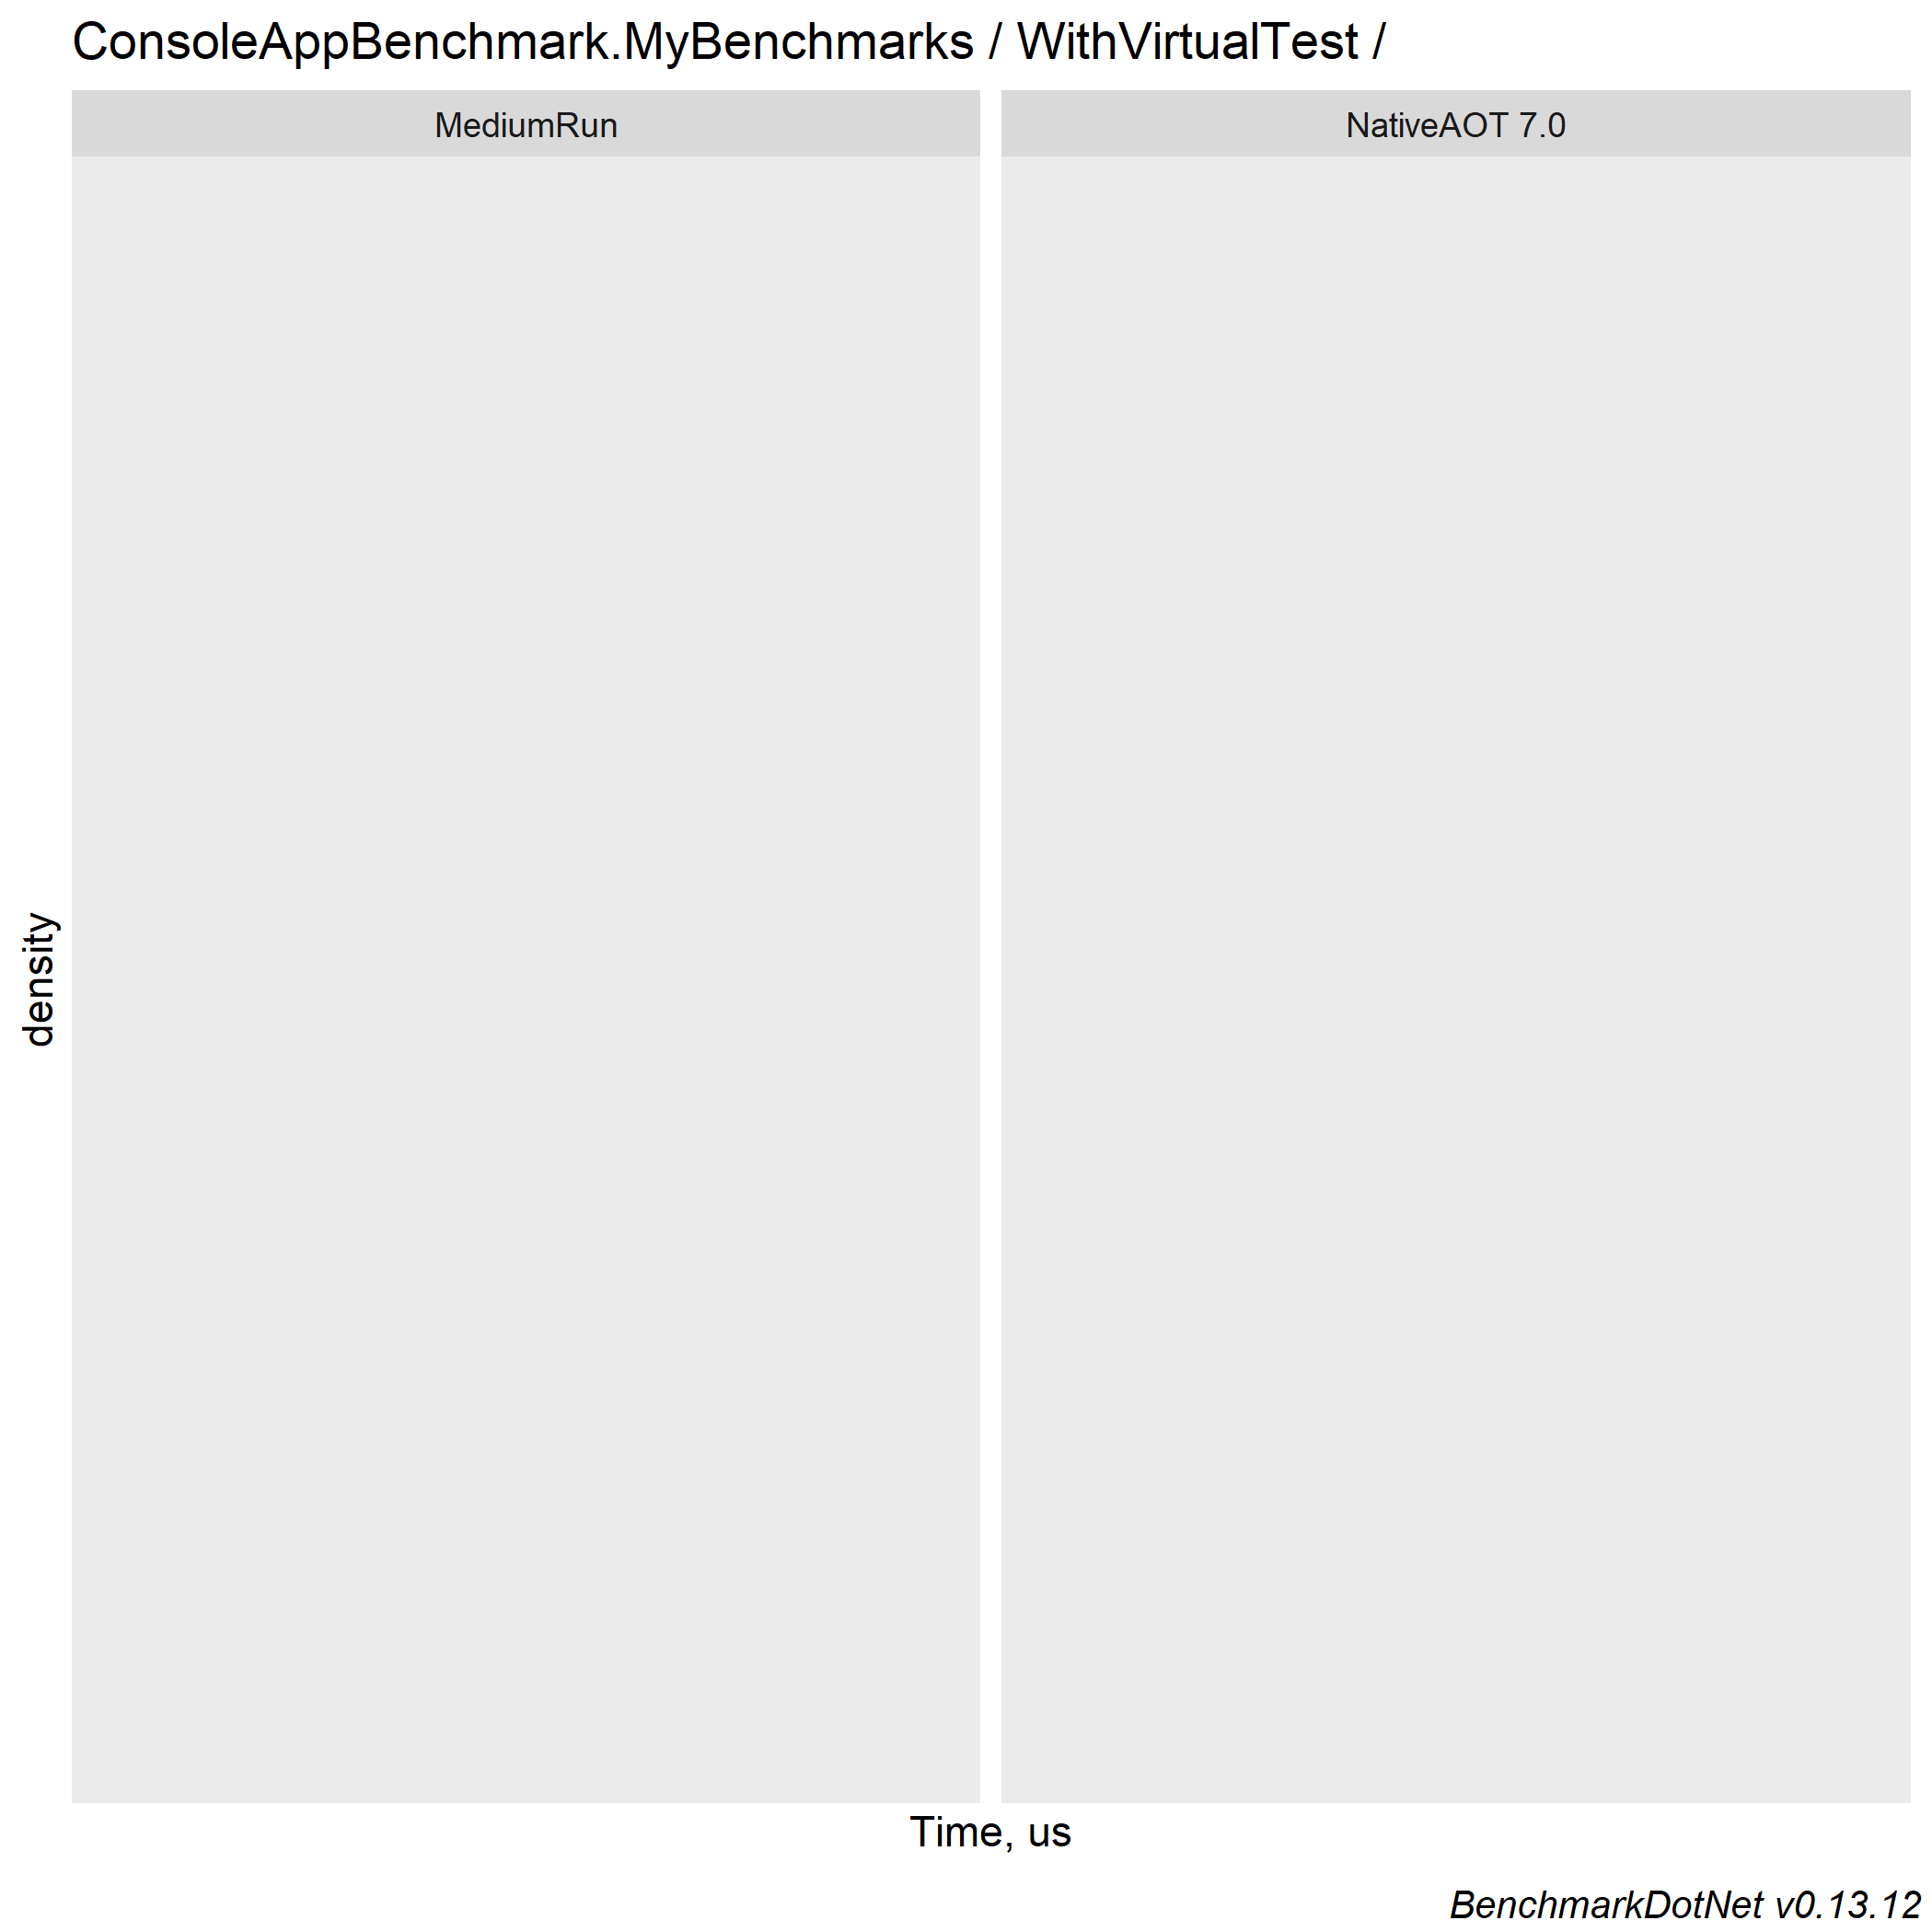 ConsoleAppBenchmark.MyBenchmarks / WithVirtualTest /
MediumRun
NativeAOT 7.0
density
Time, us
BenchmarkDotNet v0.13.12